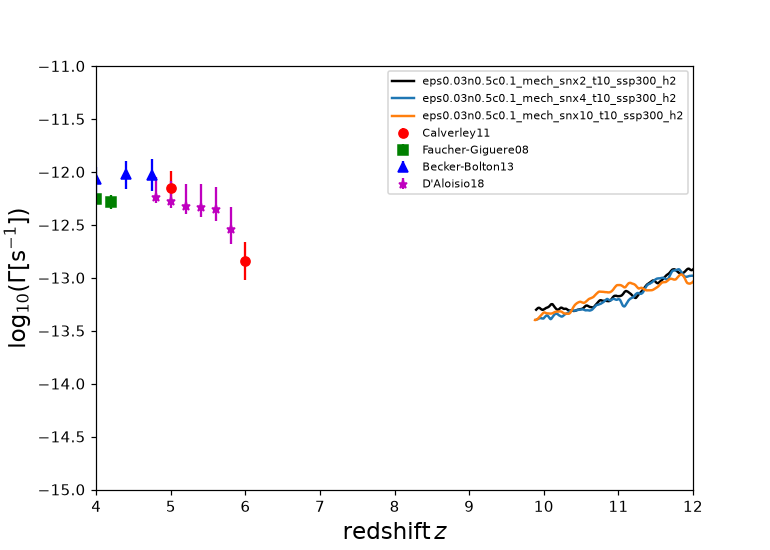 −11.0
−11.5
−12.0
−12.5
−13.0
−13.5
−14.0
−14.5
−15.0
log₁₀(Γ[s⁻¹])
eps0.03n0.5c0.1_mech_snx2_t10_ssp300_h2
eps0.03n0.5c0.1_mech_snx4_t10_ssp300_h2
eps0.03n0.5c0.1_mech_snx10_t10_ssp300_h2
Calverley11
Faucher-Giguere08
Becker-Bolton13
D'Aloisio18
4 5 6 7 8 9 10 11 12
redshift z